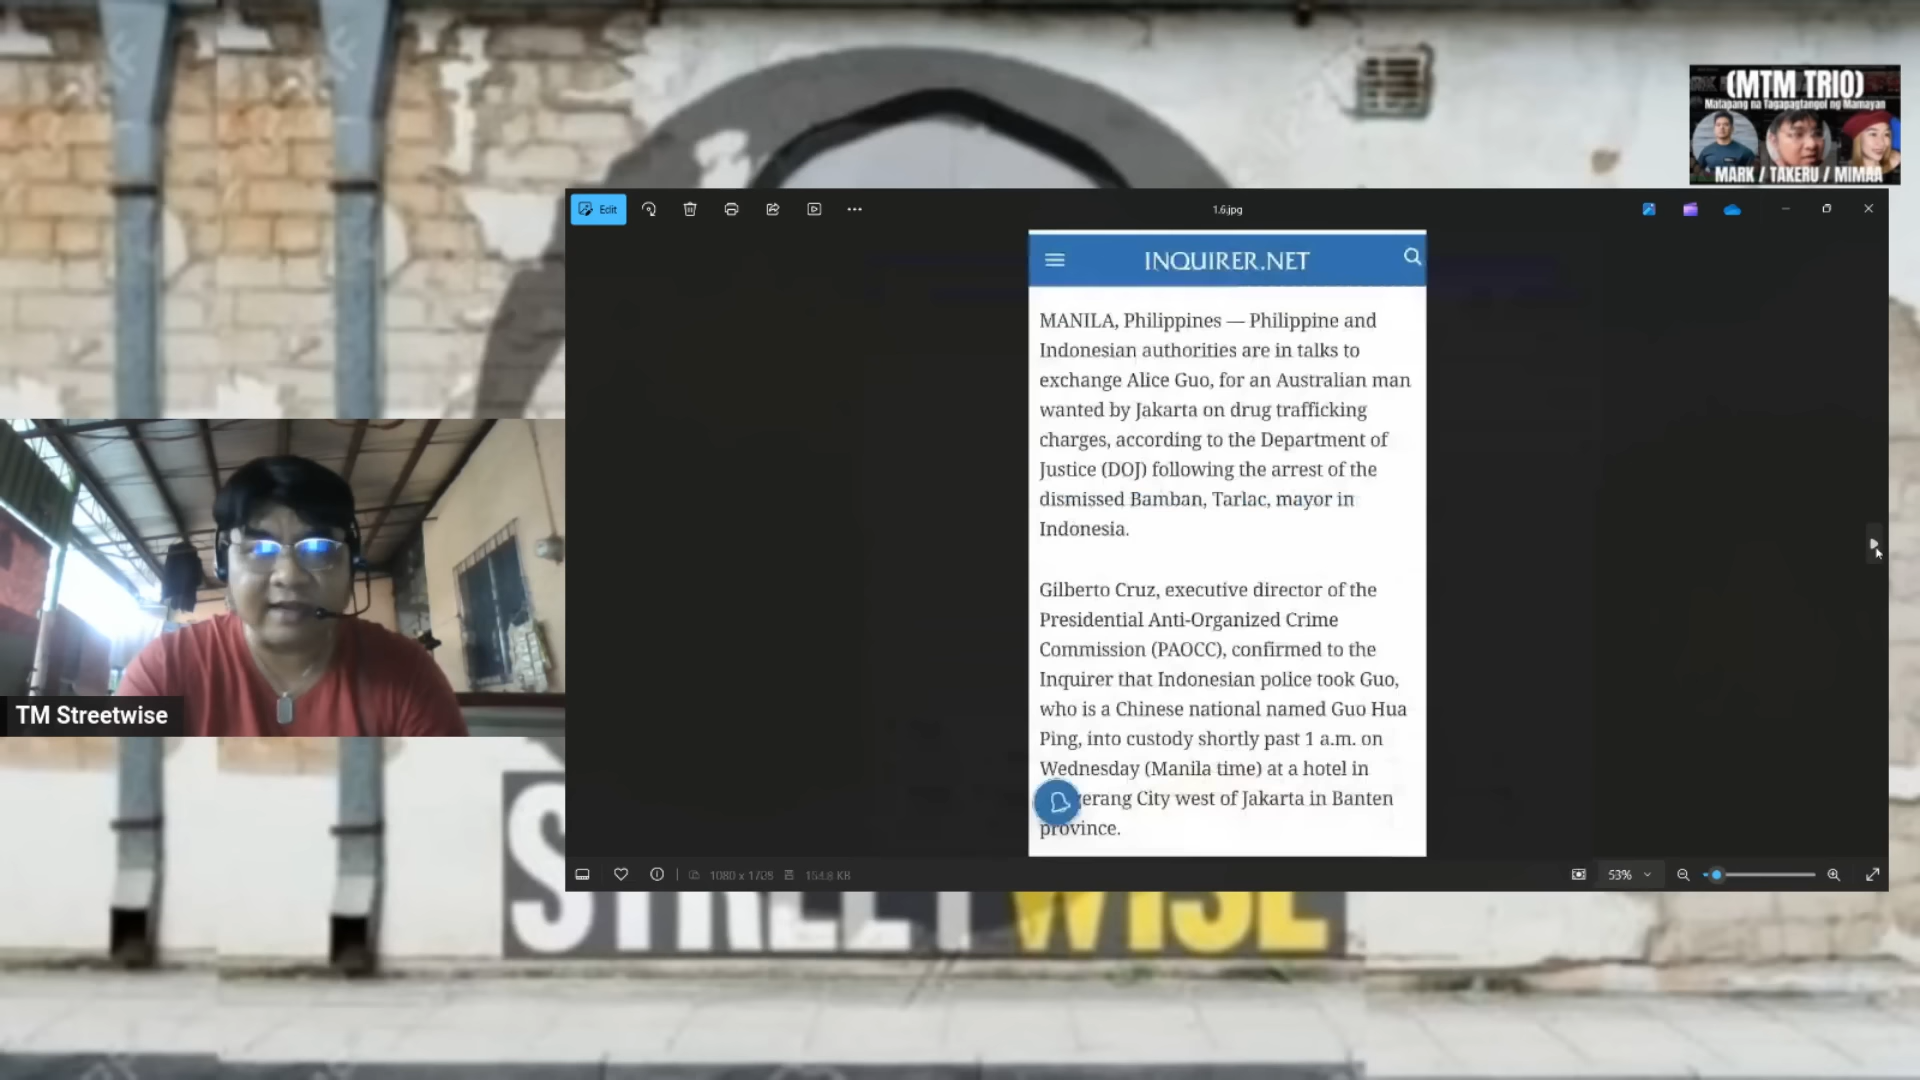 (MTM TRIO)
Matapang na Tagapagtangol ng Mamayan
MARK / TAKERU / MIMAA
Edit
1.6.jpg
INQUIRER.NET
MANILA, Philippines — Philippine and
Indonesian authorities are in talks to
exchange Alice Guo, for an Australian man
wanted by Jakarta on drug trafficking
charges, according to the Department of
Justice (DOJ) following the arrest of the
dismissed Bamban, Tarlac, mayor in
Indonesia.
Gilberto Cruz, executive director of the
Presidential Anti-Organized Crime
Commission (PAOCC), confirmed to the
Inquirer that Indonesian police took Guo,
who is a Chinese national named Guo Hua
Ping, into custody shortly past 1 a.m. on
Wednesday (Manila time) at a hotel in
erang City west of Jakarta in Banten
province.
TM Streetwise
53%
STREETWISE